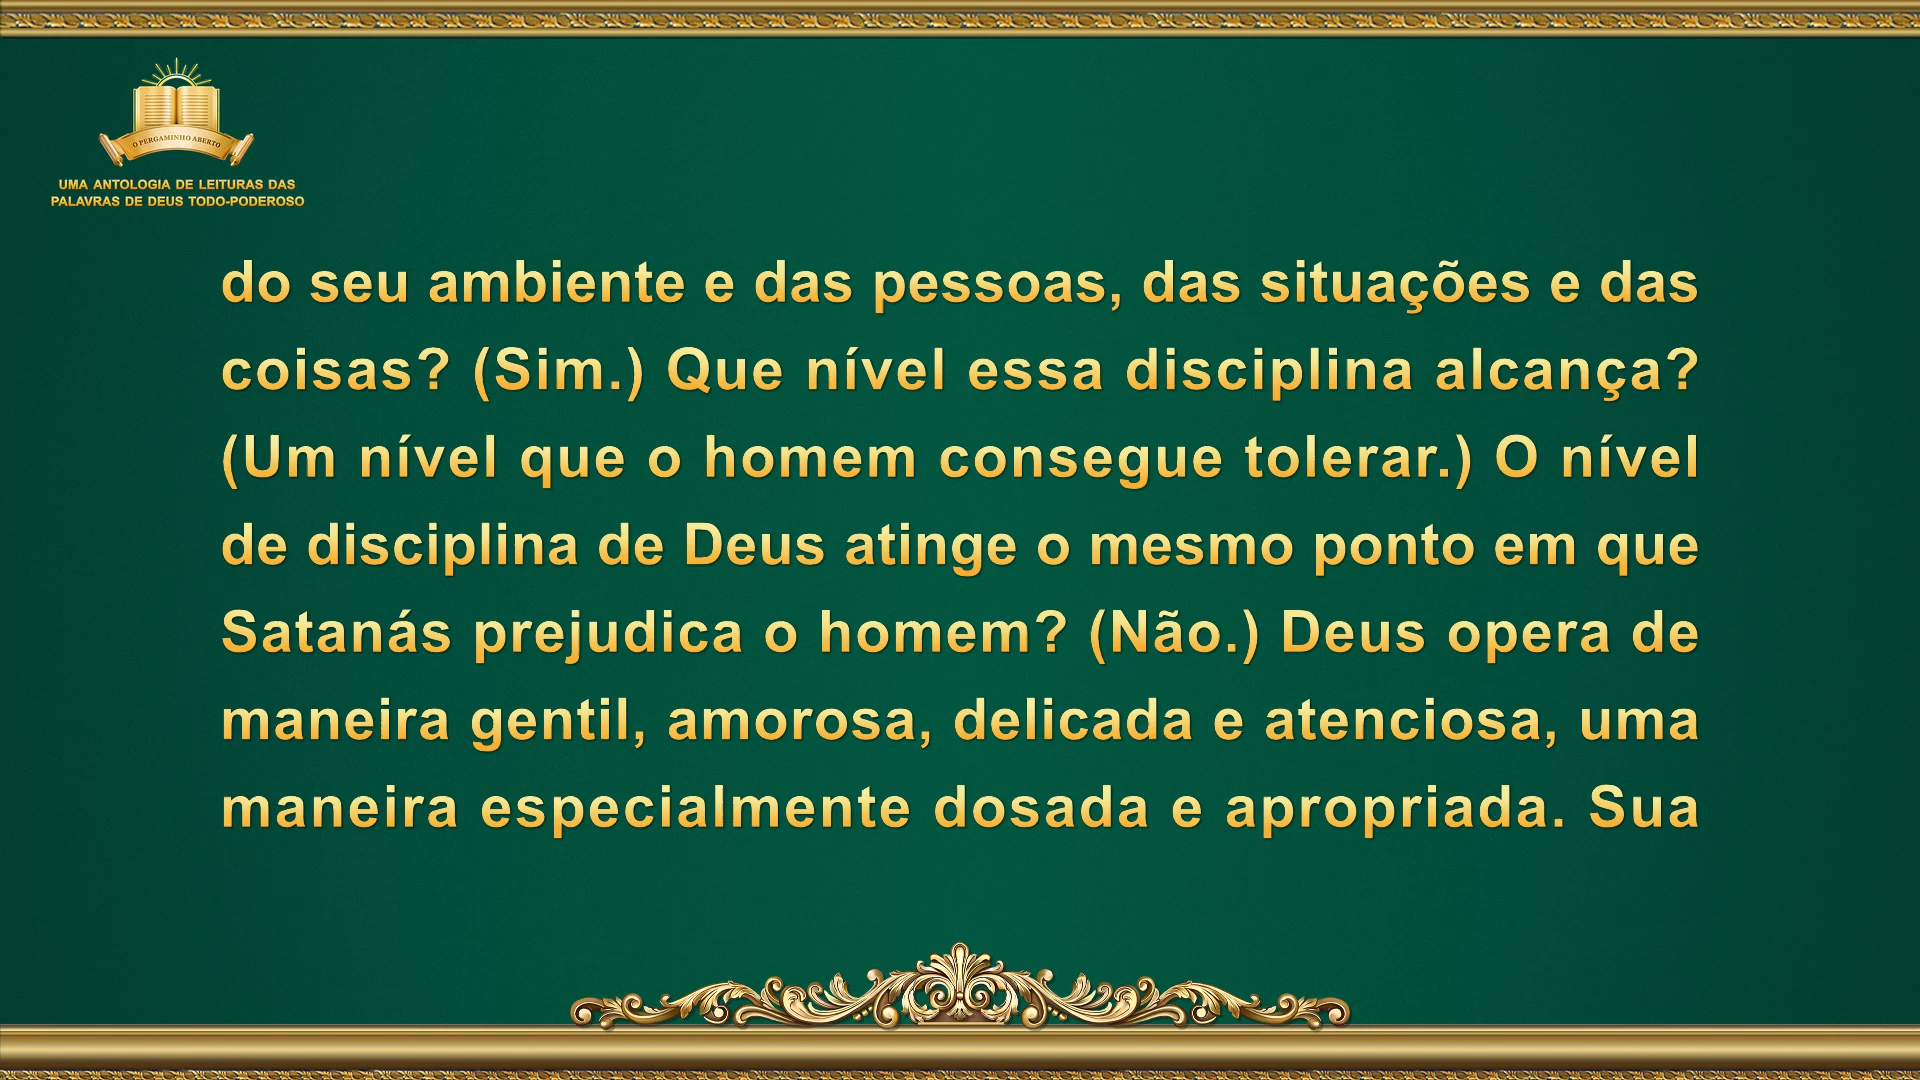 O PERGAMINHO ABERTO
UMA ANTOLOGIA DE LEITURAS DAS
PALAVRAS DE DEUS TODO-PODEROSO
do seu ambiente e das pessoas, das situações e das
coisas? (Sim.) Que nível essa disciplina alcança?
(Um nível que o homem consegue tolerar.) O nível
de disciplina de Deus atinge o mesmo ponto em que
Satanás prejudica o homem? (Não.) Deus opera de
maneira gentil, amorosa, delicada e atenciosa, uma
maneira especialmente dosada e apropriada. Sua